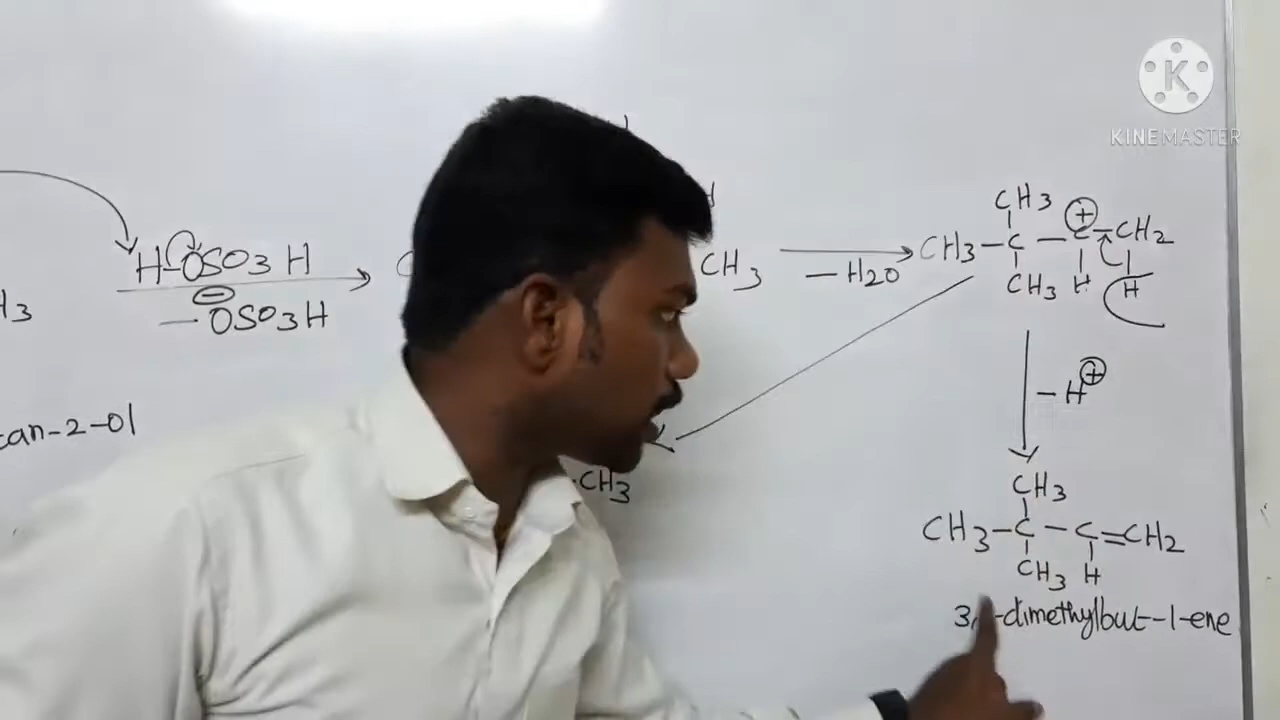 KINEMASTER
CH3
CH3-C-C-CH2
⊕
CH3 H H
H-OSO3H
⊖
-OSO3H
H3
CH3
-H2O
-H⊕
an-2-ol
CH3
CH3
CH3-C-C=CH2
CH3 H
-dimethylbut-1-ene